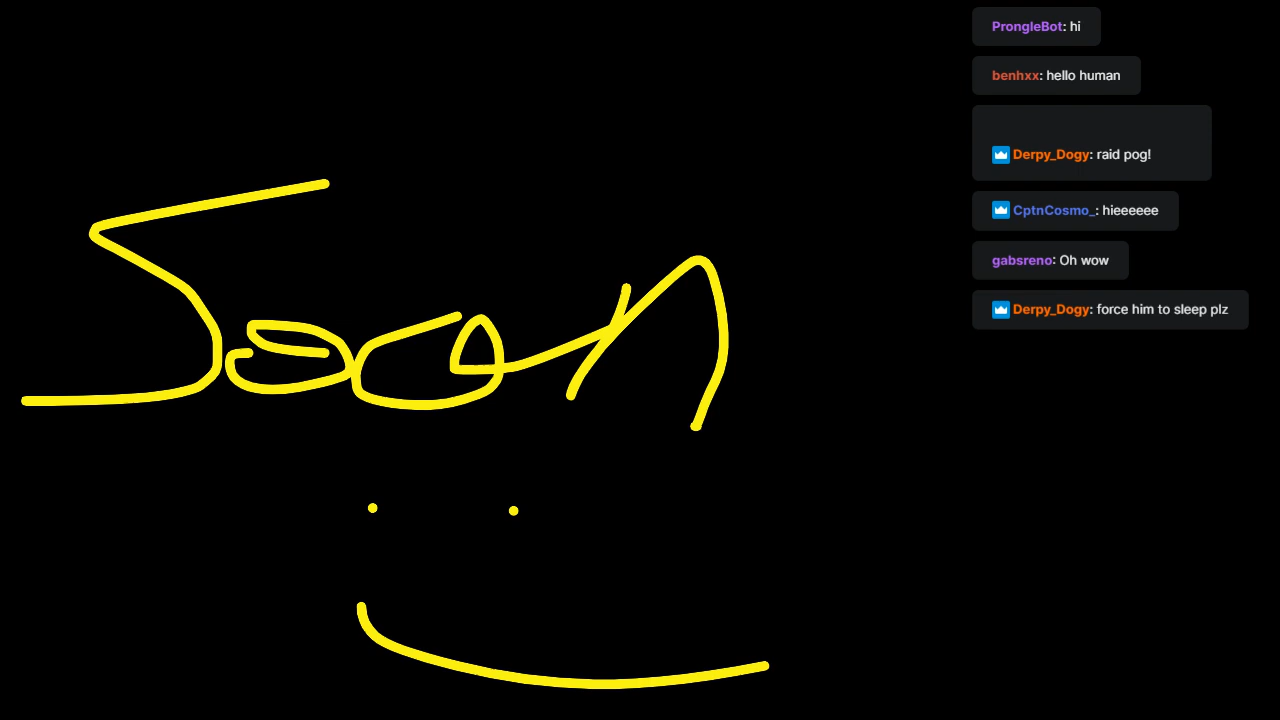 Soon
ProngleBot: hi
benhxx: hello human
Derpy_Dogy: raid pog!
CptnCosmo_: hieeeeee
gabsreno: Oh wow
Derpy_Dogy: force him to sleep plz